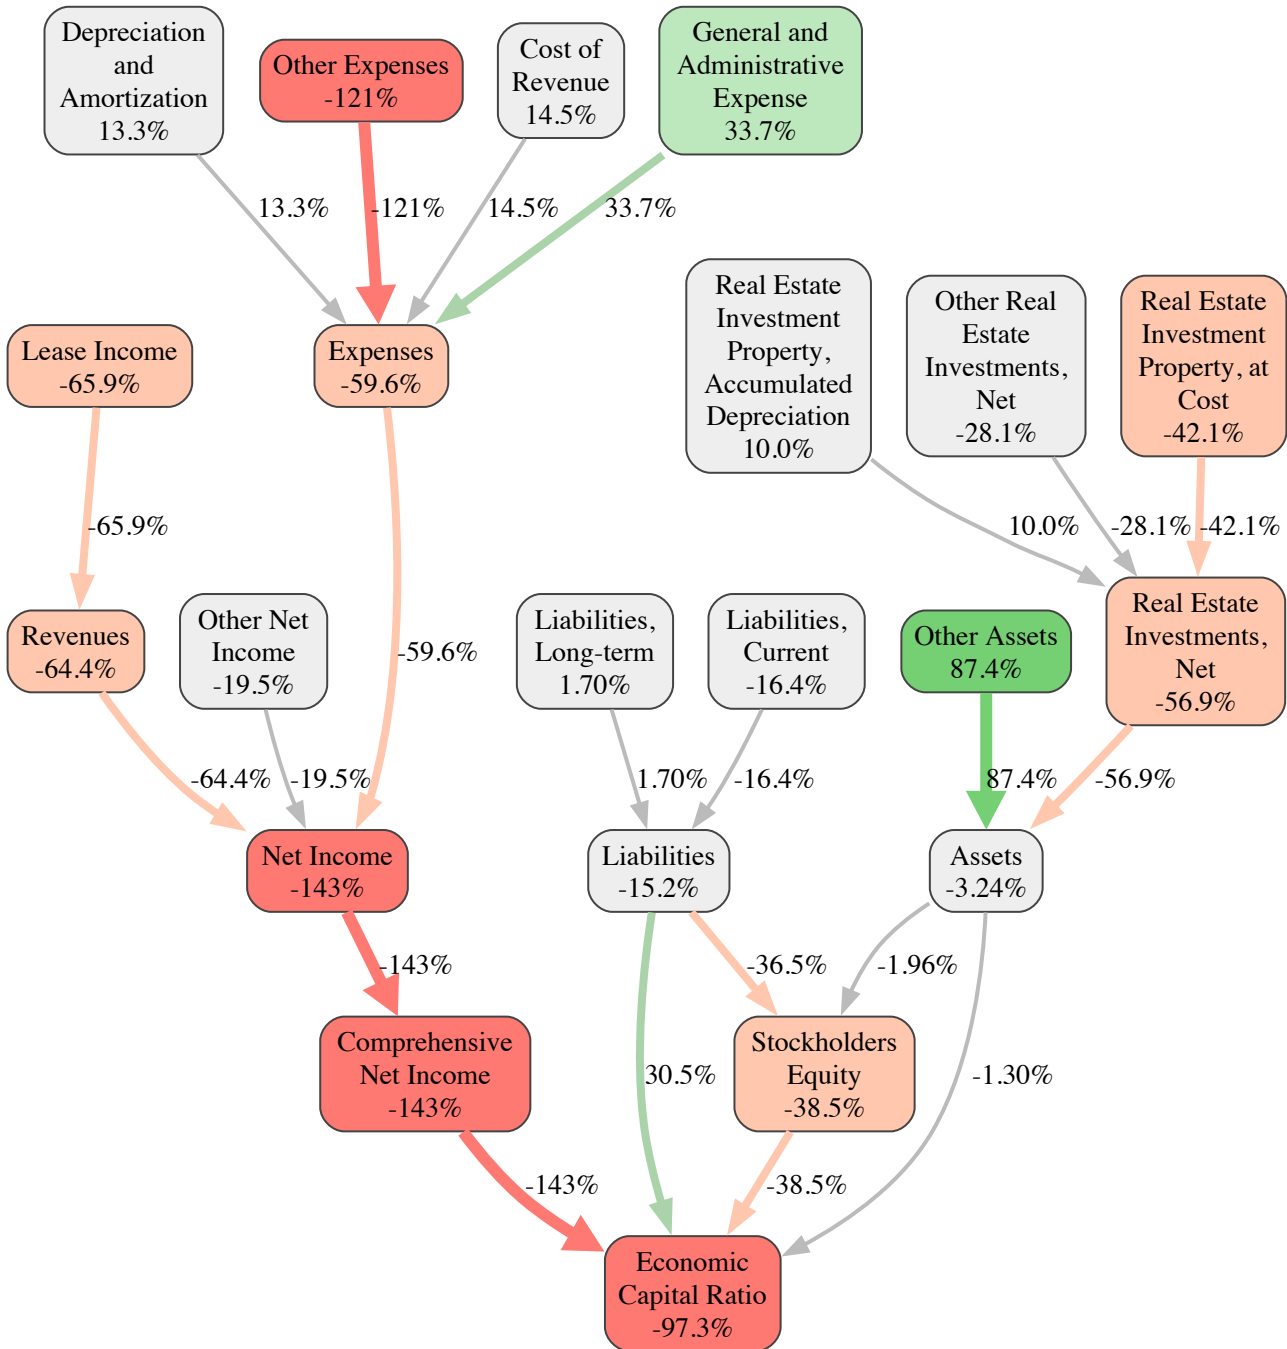 Depreciation
and
Amortization
13.3%
Other Expenses
-121%
Cost of
Revenue
14.5%
General and
Administrative
Expense
33.7%
13.3%
-121%
14.5%
33.7%
Lease Income
-65.9%
Expenses
-59.6%
Real Estate
Investment
Property,
Accumulated
Depreciation
10.0%
Other Real
Estate
Investments,
Net
-28.1%
Real Estate
Investment
Property, at
Cost
-42.1%
-65.9%
10.0%
-28.1%
-42.1%
Revenues
-64.4%
Other Net
Income
-19.5%
-59.6%
Liabilities,
Long-term
1.70%
Liabilities,
Current
-16.4%
Other Assets
87.4%
Real Estate
Investments,
Net
-56.9%
-64.4%
-19.5%
1.70%
-16.4%
87.4%
-56.9%
Net Income
-143%
Liabilities
-15.2%
Assets
-3.24%
-143%
-36.5%
-1.96%
Comprehensive
Net Income
-143%
30.5%
Stockholders
Equity
-38.5%
-1.30%
-143%
-38.5%
Economic
Capital Ratio
-97.3%